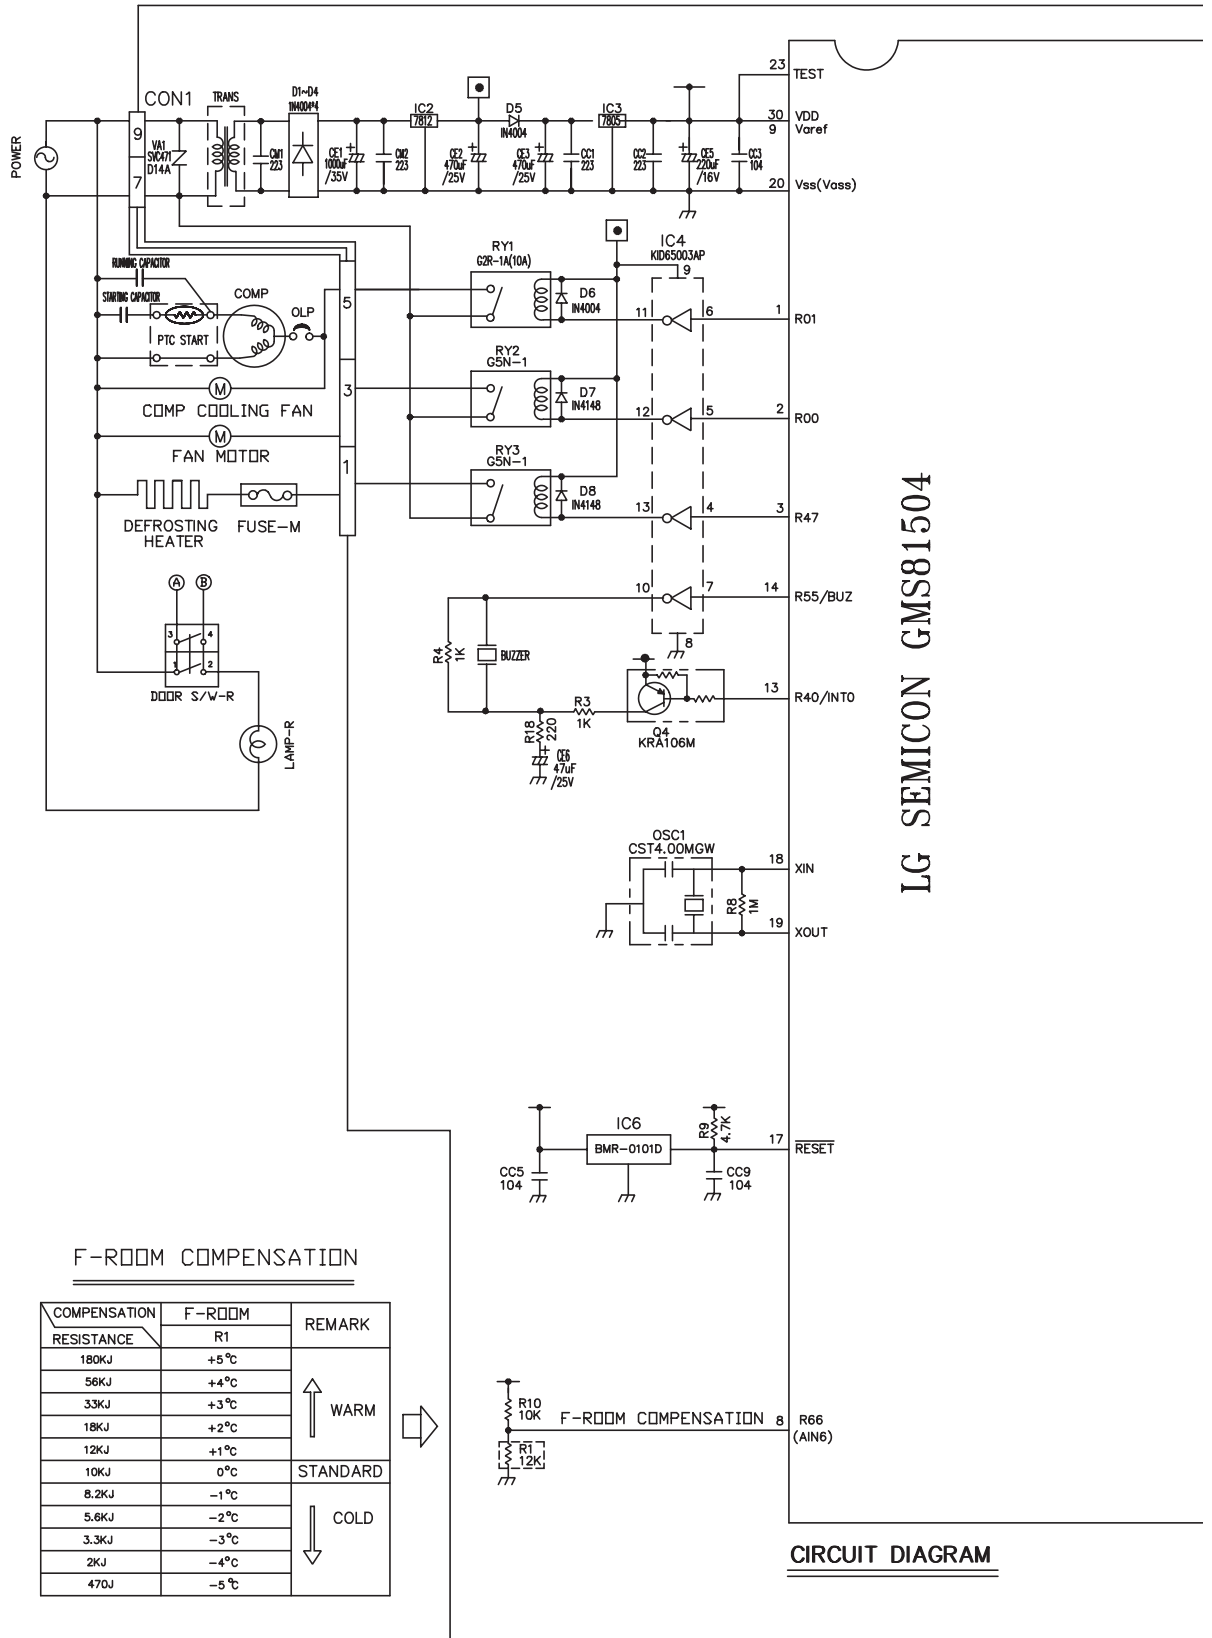 POWER
CON1
9
7
TRANS
VA1
SVC471
D14A
CM1
223
D1~D4
1N4004*4
CE1
1000uF
/35V
CM2
223
IC2
7812
CE2
470uF
/25V
D5
IN4004
CE3
470uF
/25V
CC1
223
IC3
7805
CC2
223
CE5
220uF
/16V
CC3
104
23
TEST
30
VDD
9
Varef
20
Vss(Vass)
RUNNING CAPACITOR
STARTING CAPACITOR
PTC START
COMP
OLP
5
M
COMP COOLING FAN
3
M
FAN MOTOR
1
DEFROSTING
HEATER
FUSE-M
RY1
G2R-1A(10A)
D6
IN4004
RY2
G5N-1
D7
IN4148
RY3
G5N-1
D8
IN4148
IC4
KID65003AP
9
11
6
1
R01
12
5
2
R00
13
4
3
R47
10
7
14
R55/BUZ
8
A
B
3
4
1
2
DOOR S/W-R
LAMP-R
R4
1K
BUZZER
R18
220
CE6
47uF
/25V
R3
1K
Q4
KRA106M
13
R40/INT0
LG SEMICON GMS81504
OSC1
CST4.00MGW
R8
1M
18
XIN
19
XOUT
CC5
104
IC6
BMR-0101D
R9
4.7K
CC9
104
17
RESET
F-ROOM COMPENSATION
COMPENSATION
RESISTANCE
F-ROOM
R1
REMARK
180KJ +5°C
56KJ +4°C
33KJ +3°C
18KJ +2°C
12KJ +1°C
WARM
10KJ 0°C STANDARD
8.2KJ -1°C
5.6KJ -2°C
3.3KJ -3°C
2KJ -4°C
470J -5°C
COLD
R10
10K
R1
12K
F-ROOM COMPENSATION
8
R66
(AIN6)
CIRCUIT DIAGRAM